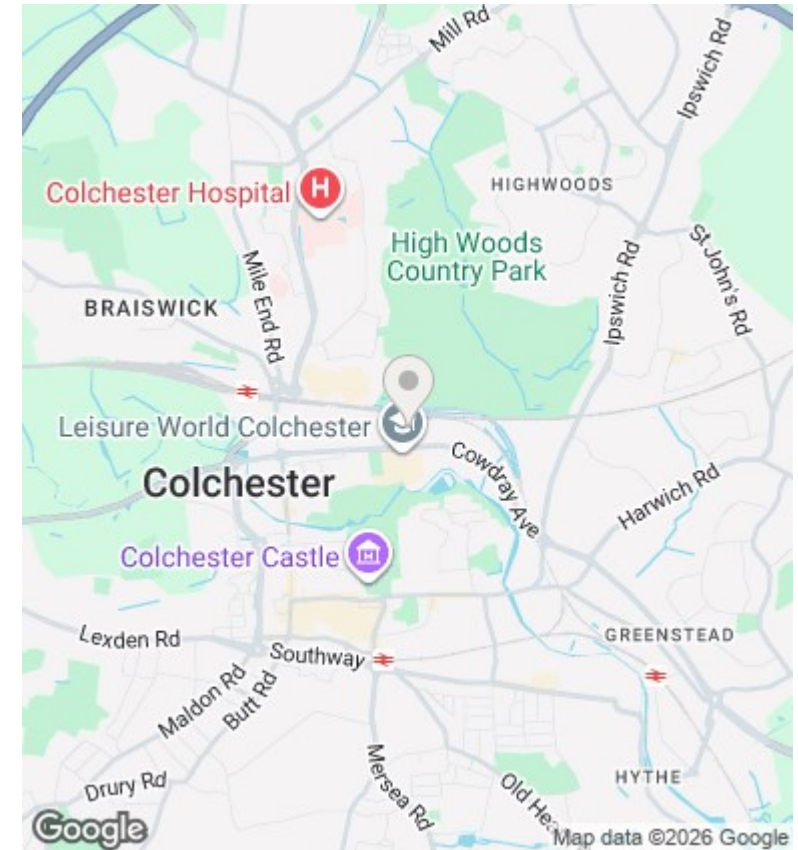 Mill Rd
Ipswich Rd
Colchester Hospital
H
HIGHWOODS
High Woods
Country Park
St John's Rd
Mile End Rd
Ipswich Rd
BRAISWICK
Leisure World Colchester
Cowdray Ave
Colchester
Harwich Rd
Colchester Castle
Lexden Rd
GREENSTEAD
Southway
Maldon Rd
Butt Rd
Mersea Rd
Drury Rd
Old He
HYTHE
Google
Map data ©2026 Google